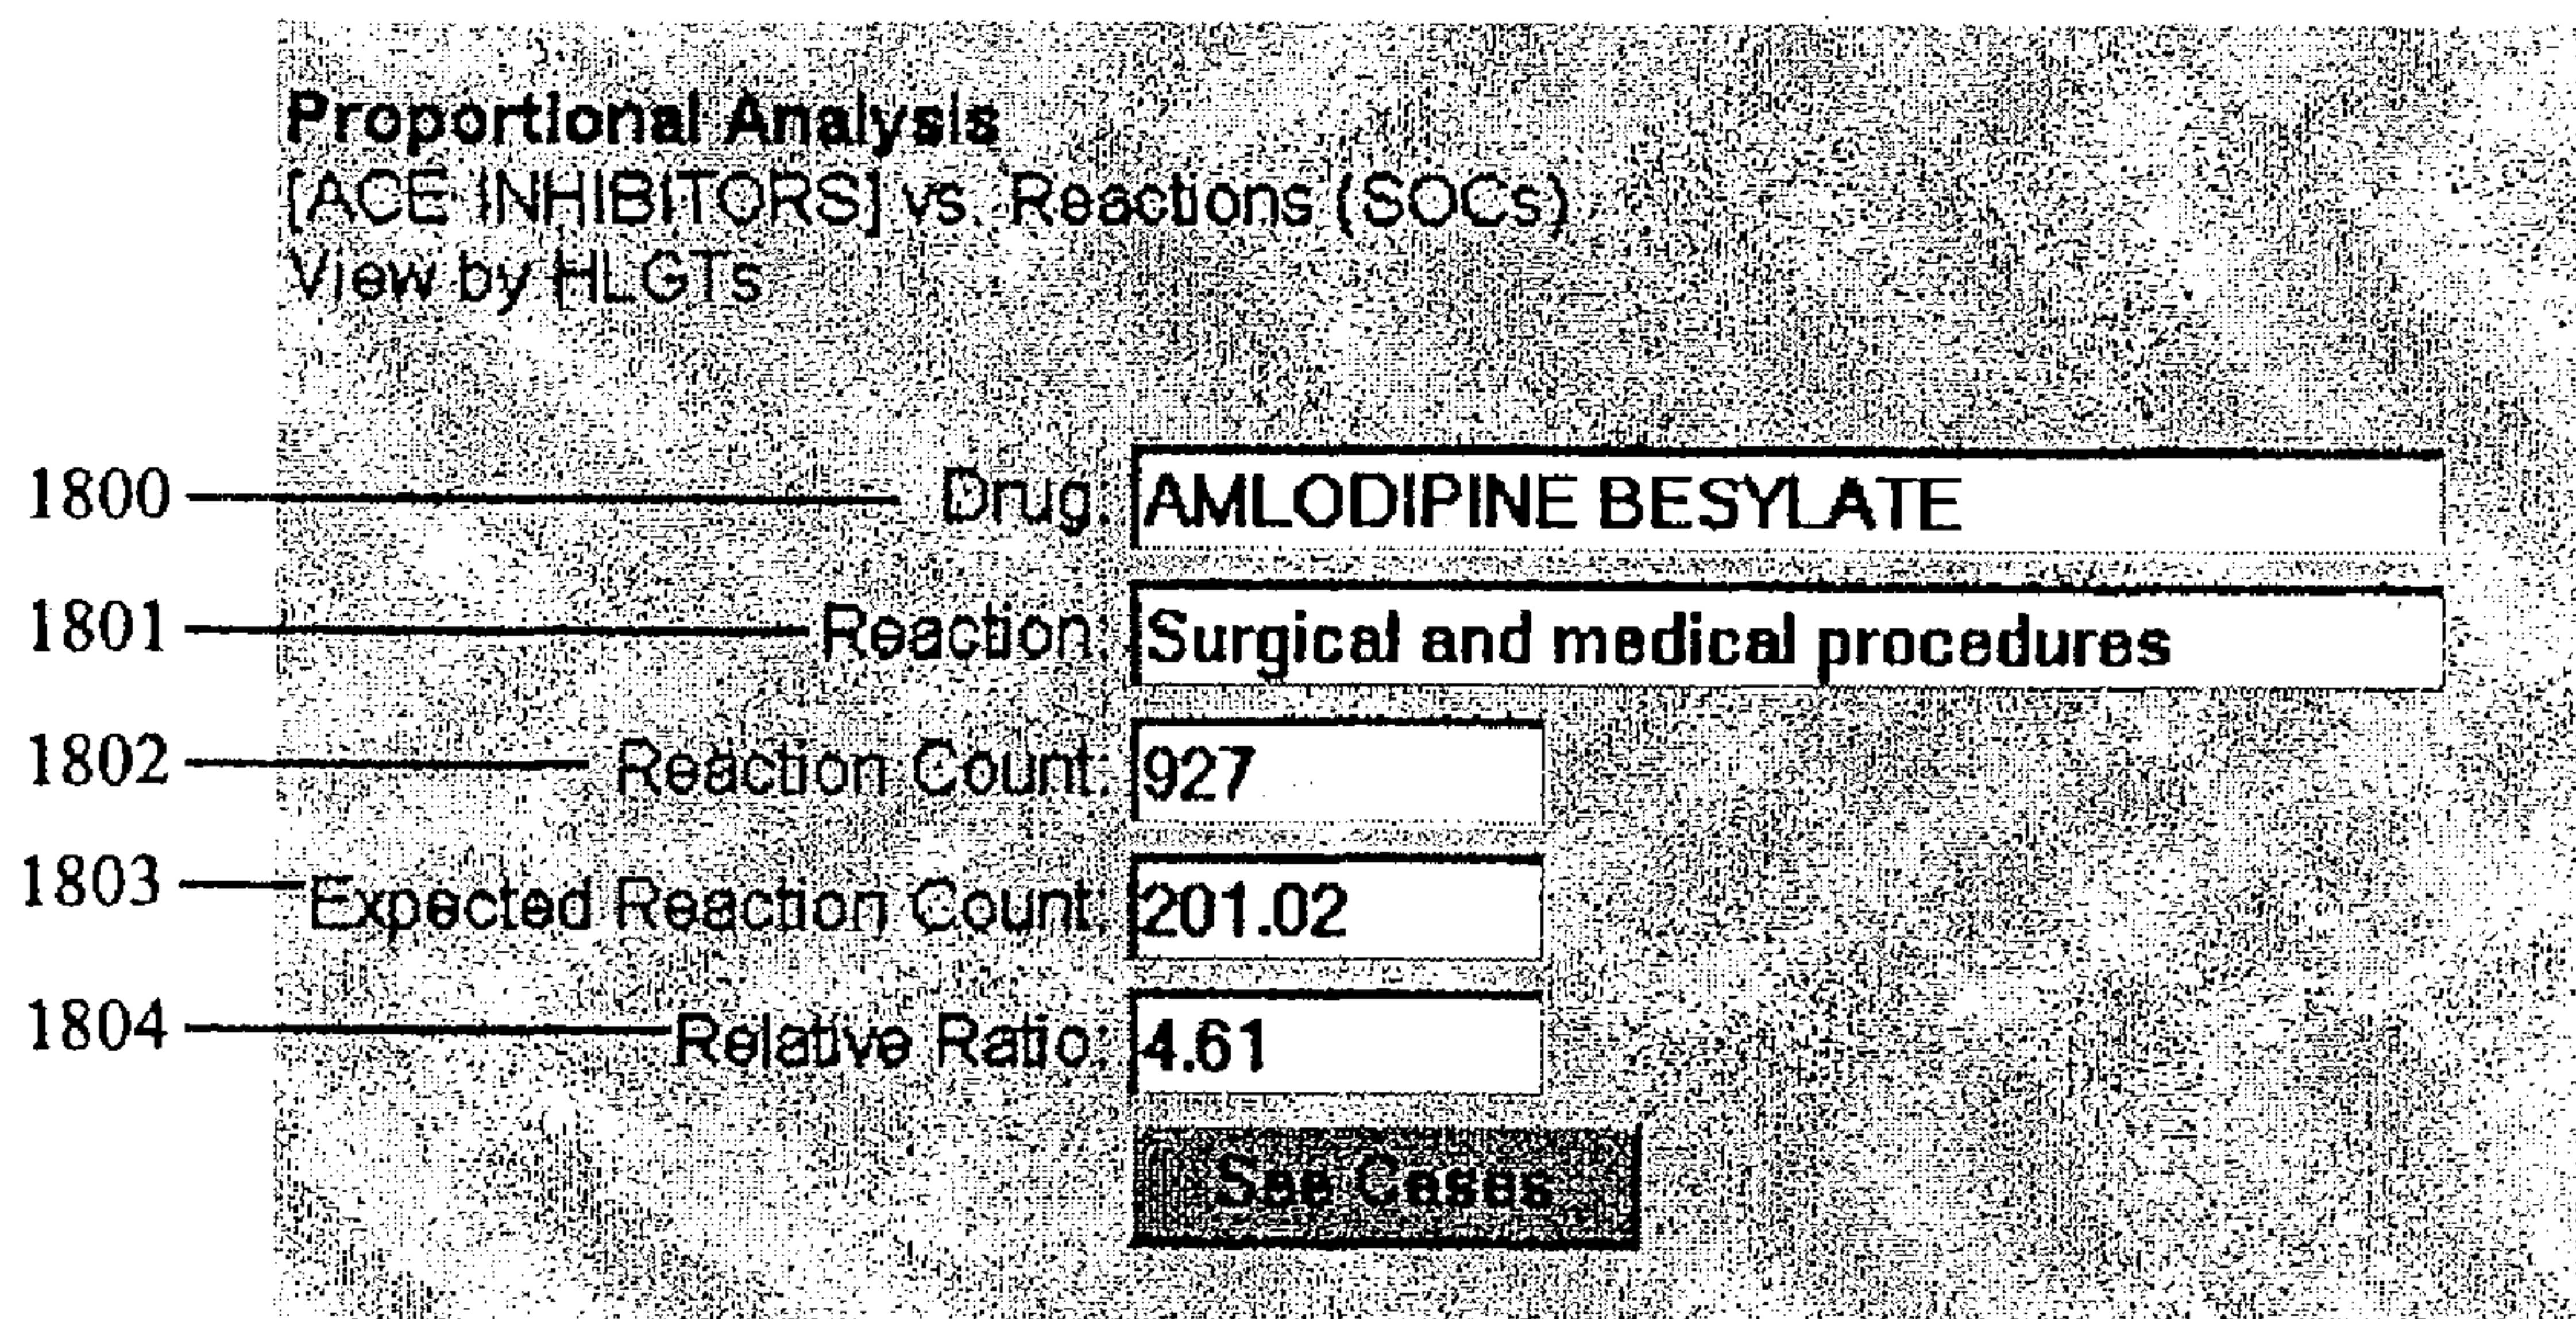 Proportional Analysis
[ACE INHIBITORS] vs. Reactions (SOCs)
View by HLGTs
1800 Drug: AMLODIPINE BESYLATE
1801 Reaction: Surgical and medical procedures
1802 Reaction Count: 927
1803 Expected Reaction Count: 201.02
1804 Relative Ratio: 4.61
See Cases